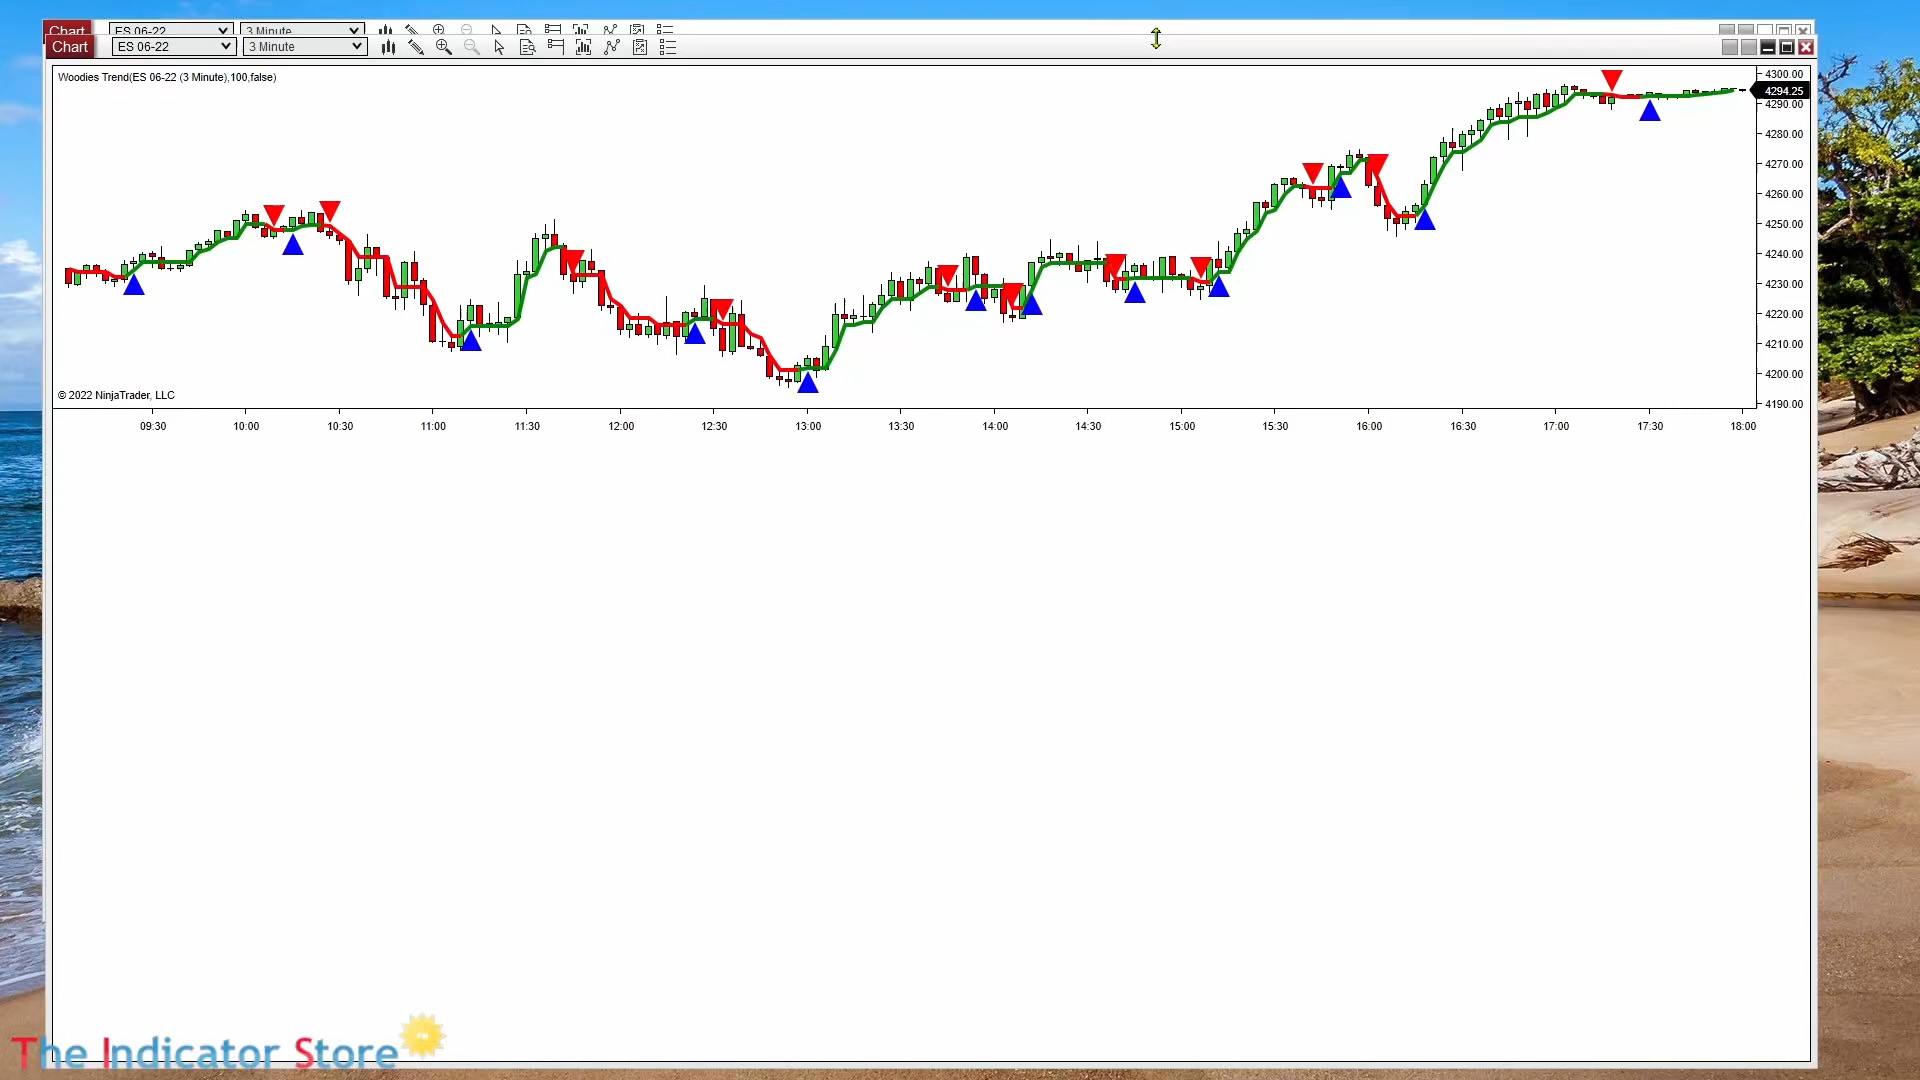 Chart ES 06-22 3 Minute
Chart ES 06-22 3 Minute
Woodies Trend(ES 06-22 (3 Minute),100,false)
4300.00
4294.25
4290.00
4280.00
4270.00
4260.00
4250.00
4240.00
4230.00
4220.00
4210.00
4200.00
4190.00
© 2022 NinjaTrader, LLC
09:30 10:00 10:30 11:00 11:30 12:00 12:30 13:00 13:30 14:00 14:30 15:00 15:30 16:00 16:30 17:00 17:30 18:00
The Indicator Store